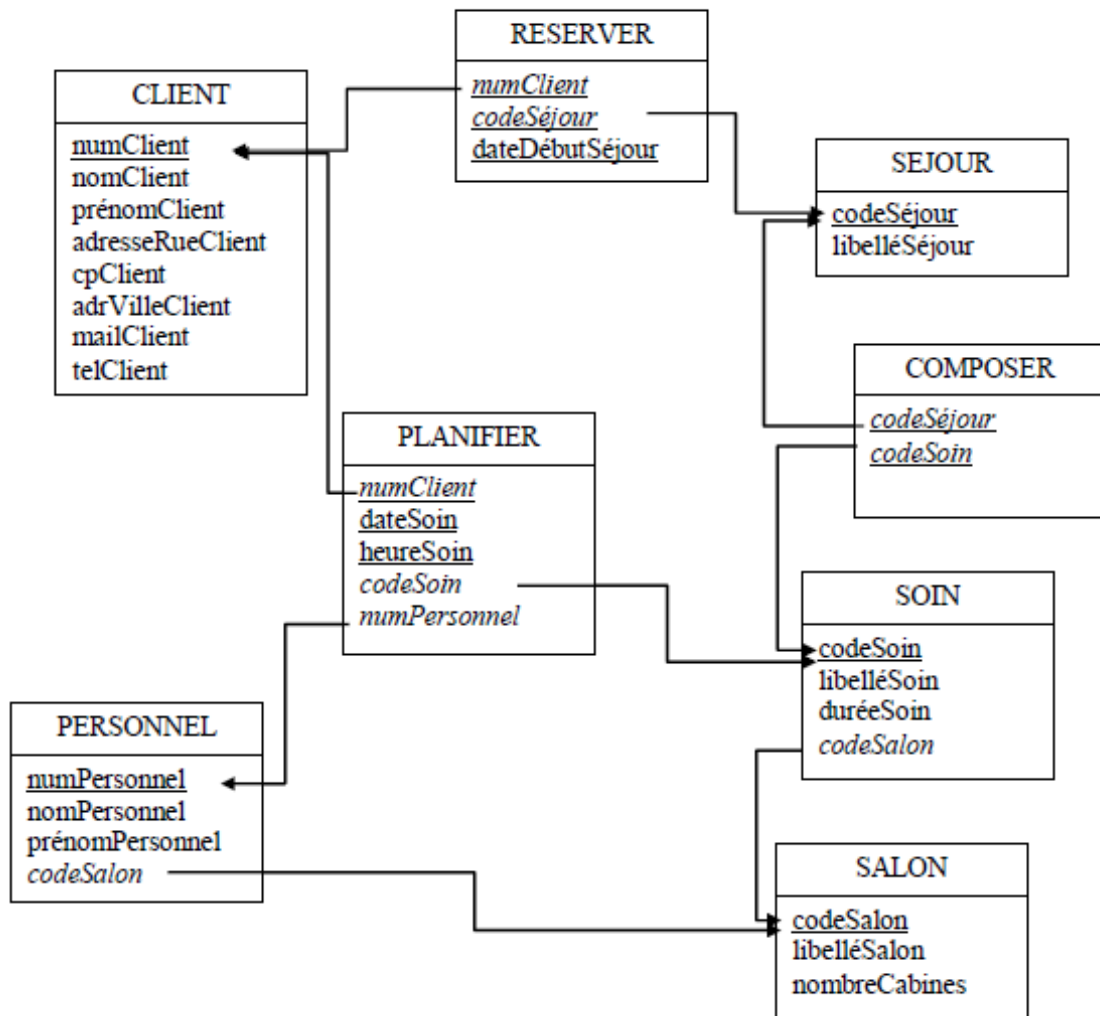 RESERVER
numClient
codeSéjour
dateDébutSéjour
CLIENT
numClient
nomClient
prénomClient
adresseRueClient
cpClient
adrVilleClient
mailClient
telClient
SEJOUR
codeSéjour
libelléSéjour
COMPOSER
codeSéjour
codeSoin
PLANIFIER
numClient
dateSoin
heureSoin
codeSoin
numPersonnel
SOIN
codeSoin
libelléSoin
duréeSoin
codeSalon
PERSONNEL
numPersonnel
nomPersonnel
prénomPersonnel
codeSalon
SALON
codeSalon
libelléSalon
nombreCabines